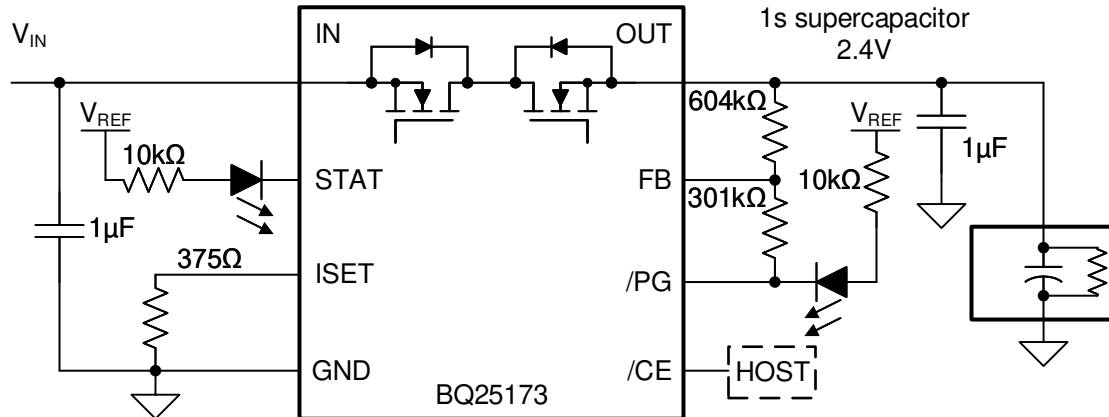 1s supercapacitor
2.4V
V_IN
IN
OUT
604kΩ
V_REF
V_REF
10kΩ
STAT
FB
10kΩ
1µF
301kΩ
1µF
375Ω
ISET
/PG
GND
/CE
HOST
BQ25173